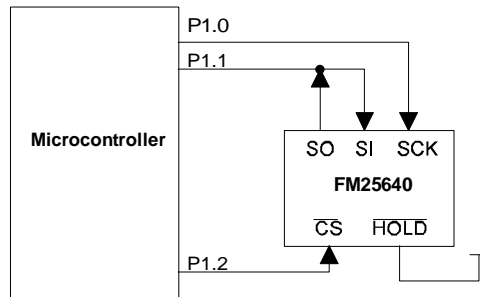 P1.0
P1.1
Microcontroller
SO SI SCK
FM25640
CS HOLD
P1.2